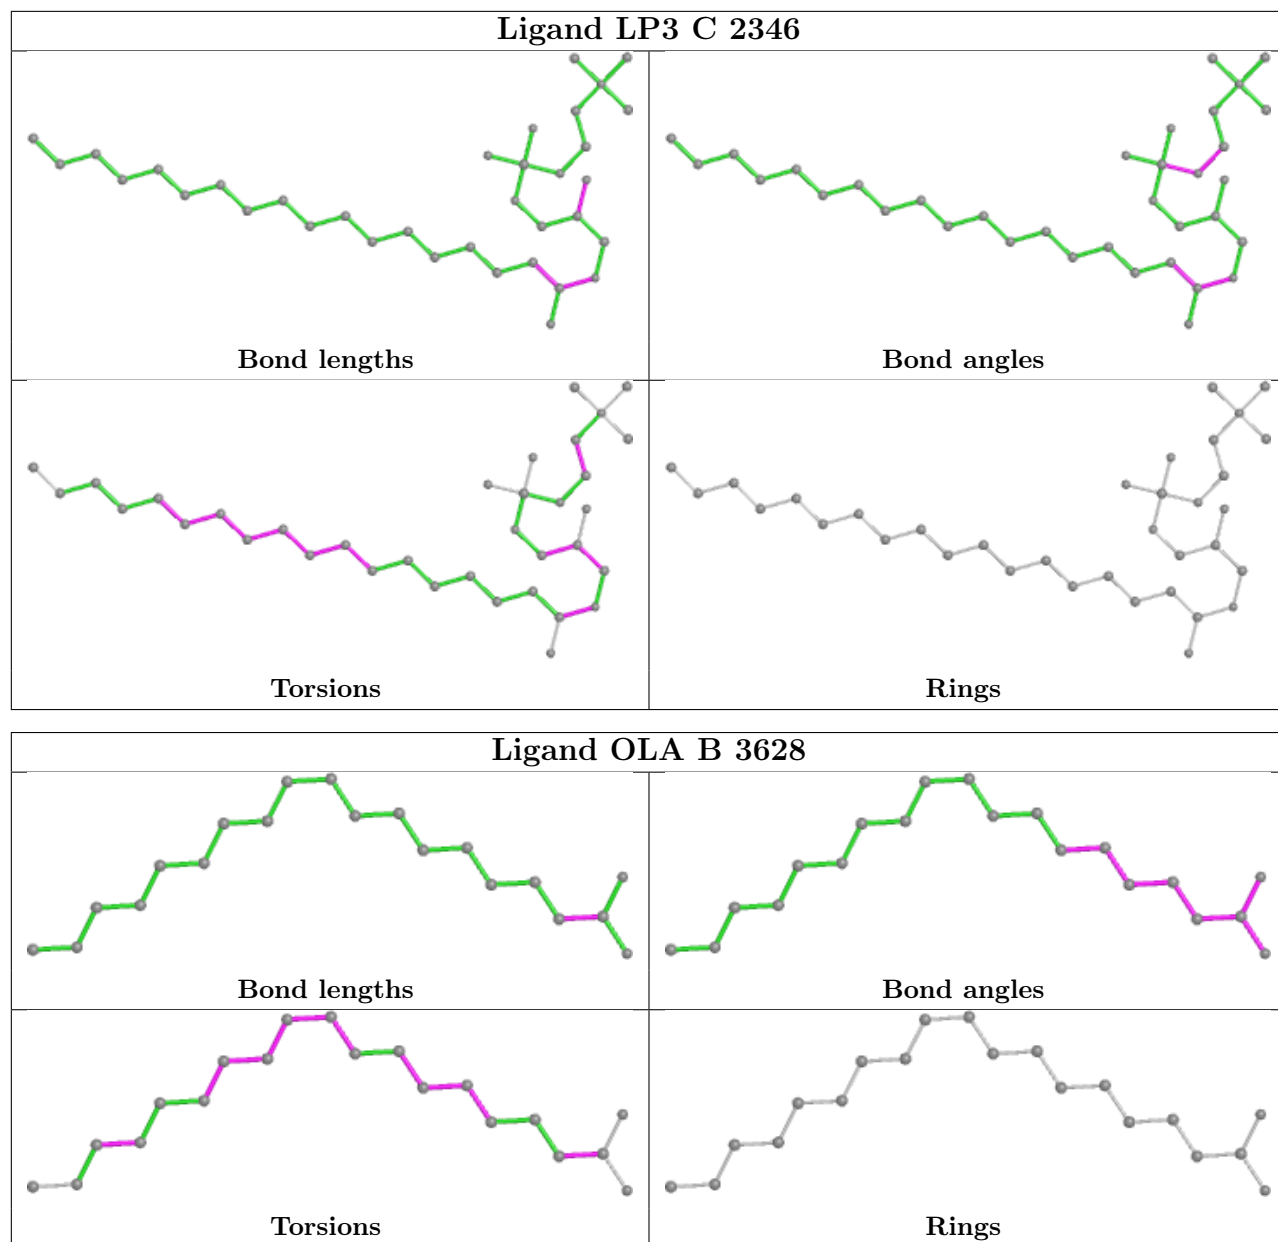 Ligand LP3 C 2346
Bond lengths
Bond angles
Torsions
Rings
Ligand OLA B 3628
Bond lengths
Bond angles
Torsions
Rings